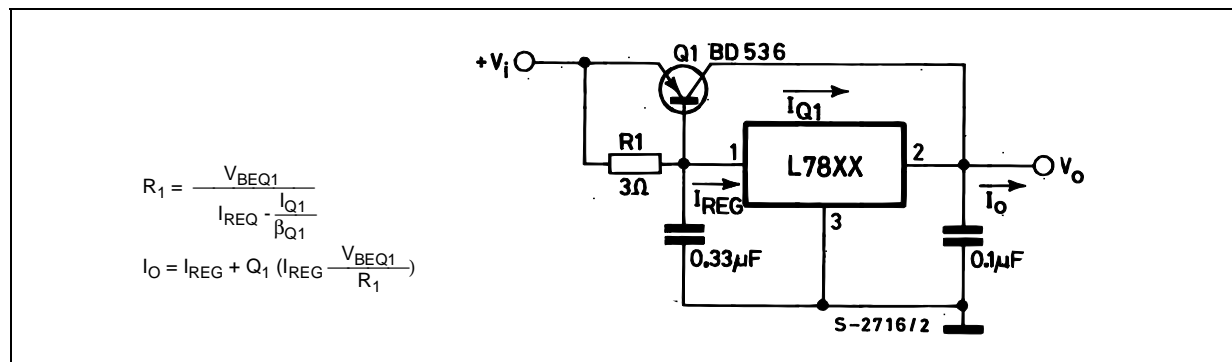 Q1 BD536
+Vi
IQ1
R1
1
L78XX
2
Vo
3Ω
IREG
3
Io
0.33µF
0.1µF
S-2716/2
R1 = VBEQ1 / (IREQ - IQ1 / βQ1)
IO = IREG + Q1 (IREG VBEQ1 / R1)